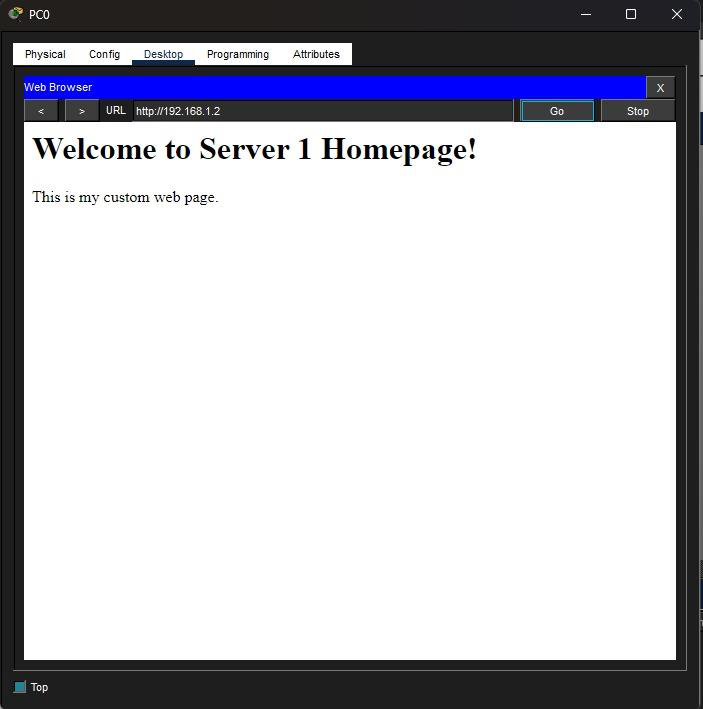 PC0
Physical Config Desktop Programming Attributes
Web Browser X
< > URL http://192.168.1.2 Go Stop
Welcome to Server 1 Homepage!
This is my custom web page.
Top